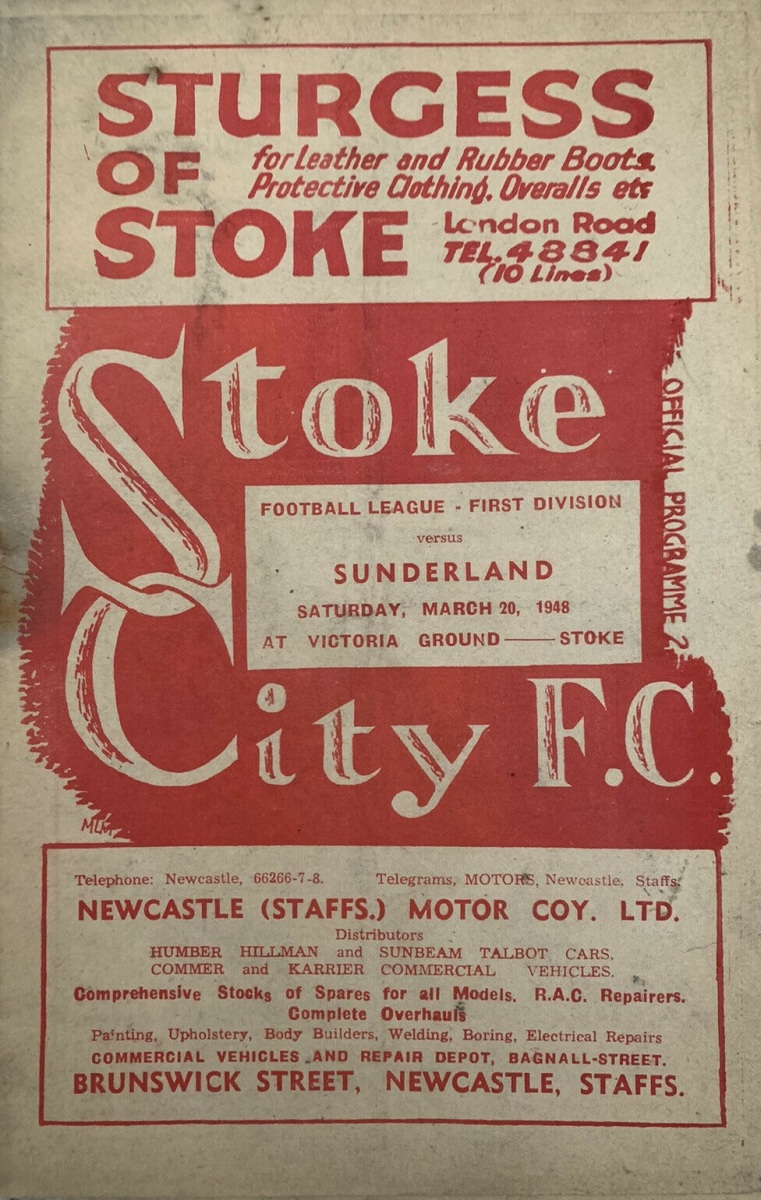 STURGESS
OF
for Leather and Rubber Boots.
Protective Clothing, Overalls etc
STOKE
London Road
TEL. 48841
(10 Lines)
Stoke
OFFICIAL PROGRAMME 2D
FOOTBALL LEAGUE - FIRST DIVISION
versus
SUNDERLAND
SATURDAY, MARCH 20, 1948
AT VICTORIA GROUND —— STOKE
City F.C.
MLM
Telephone: Newcastle, 66266-7-8. Telegrams, MOTORS, Newcastle, Staffs.
NEWCASTLE (STAFFS.) MOTOR COY. LTD.
Distributors
HUMBER HILLMAN and SUNBEAM TALBOT CARS.
COMMER and KARRIER COMMERCIAL VEHICLES.
Comprehensive Stocks of Spares for all Models. R.A.C. Repairers.
Complete Overhauls
Painting, Upholstery, Body Builders, Welding, Boring, Electrical Repairs
COMMERCIAL VEHICLES AND REPAIR DEPOT, BAGNALL-STREET.
BRUNSWICK STREET, NEWCASTLE, STAFFS.